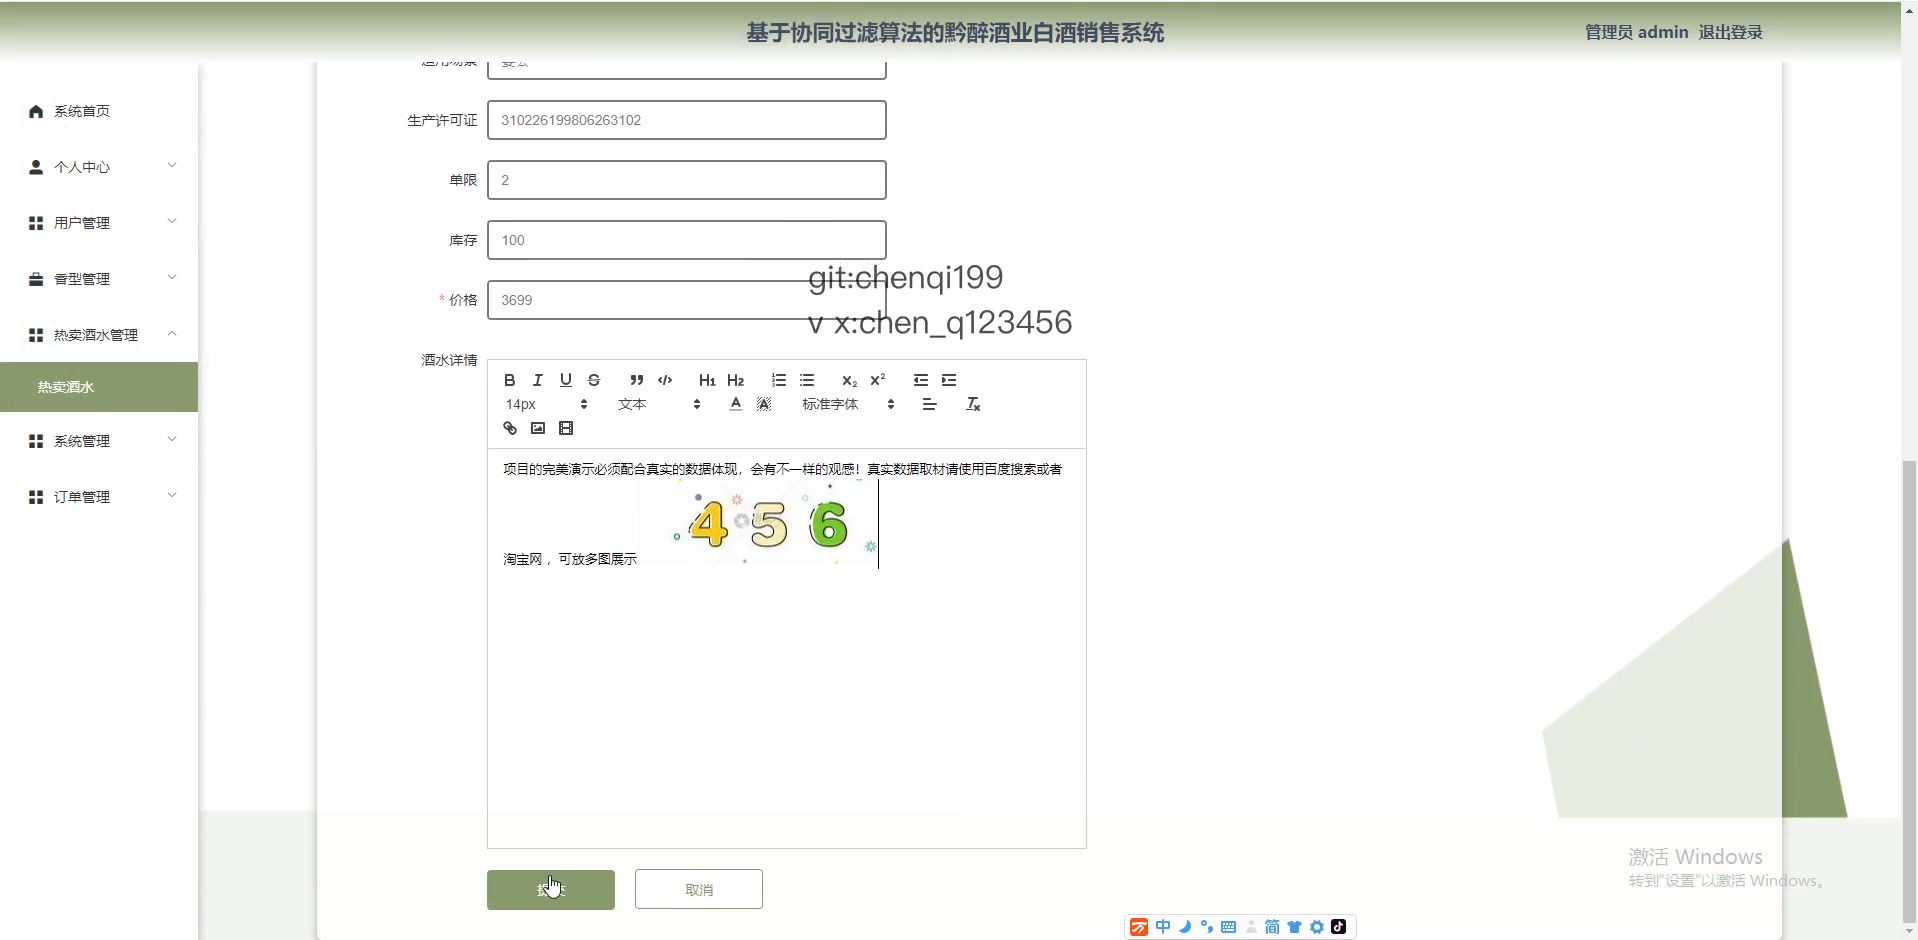 基于协同过滤算法的黔醉酒业白酒销售系统
管理员 admin 退出登录
系统首页
个人中心
用户管理
香型管理
热卖酒水管理
热卖酒水
系统管理
订单管理
生产许可证 310226199806263102
单限 2
库存 100
* 价格 3699
git:chenqi199
v x:chen_q123456
酒水详情
B I U S H1 H2 X2 X2
14px 文本 A A 标准字体 Tx
项目的完美演示必须配合真实的数据体现，会有不一样的观感！真实数据取材请使用百度搜索或者
4 5 6
淘宝网 ，可放多图展示
取消
激活 Windows
转到"设置"以激活 Windows。
中 简